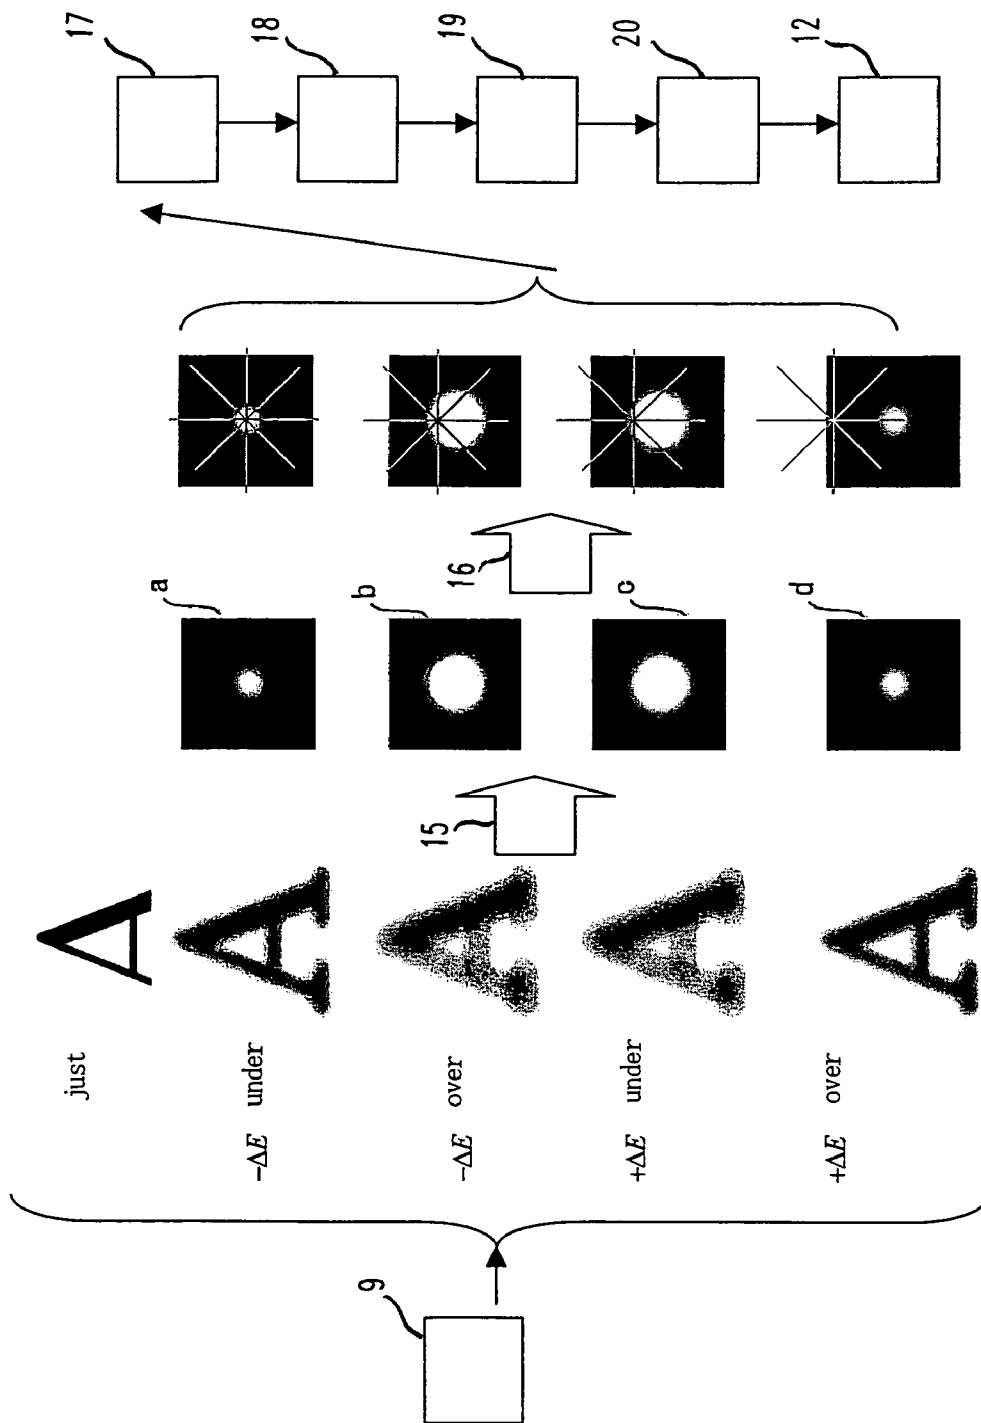 9
just
−ΔE under
−ΔE over
+ΔE under
+ΔE over
A
A
A
A
A
15
a
b
c
d
16
17
18
19
20
12